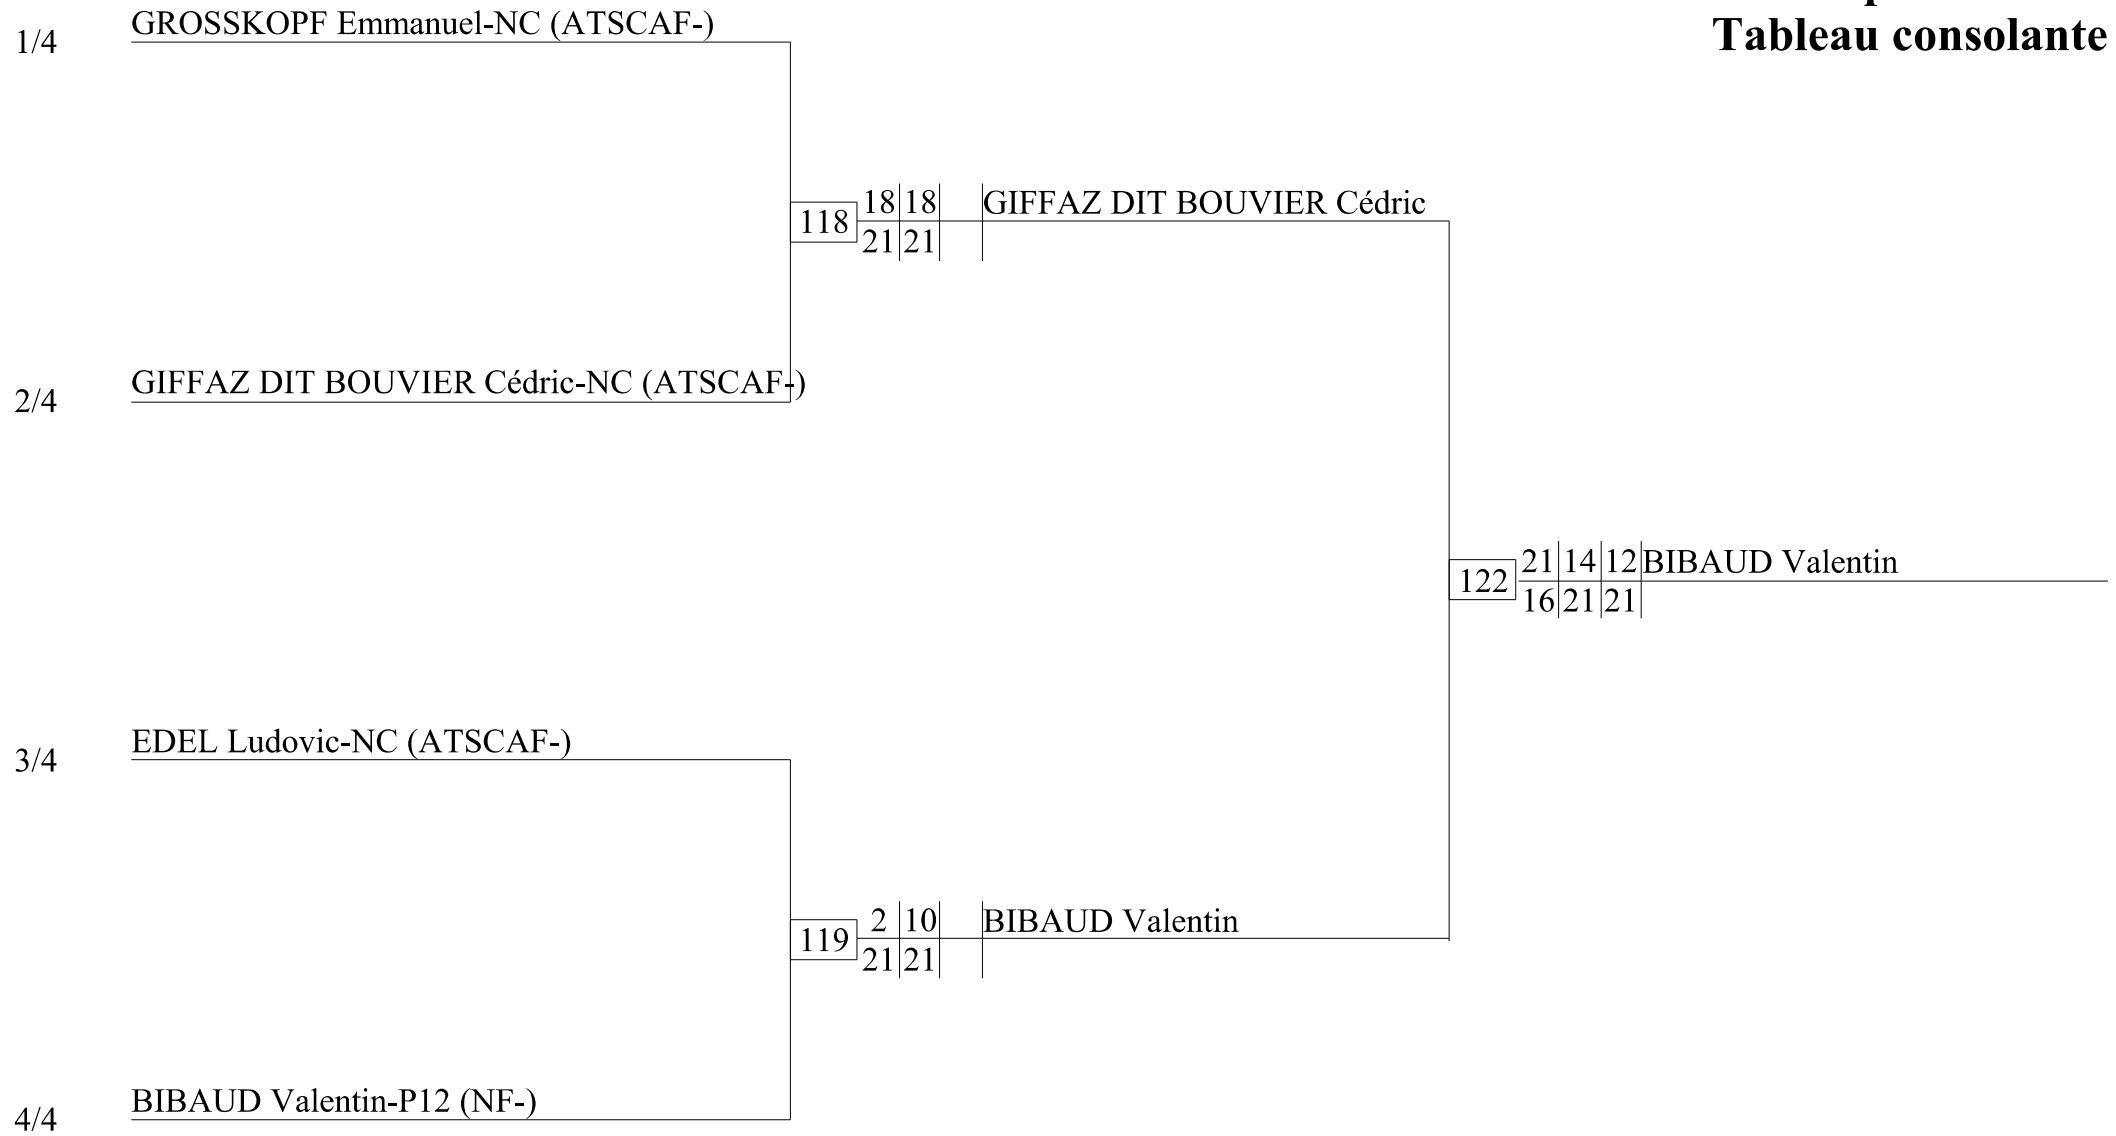 Tableau consolante
1/4 GROSSKOPF Emmanuel-NC (ATSCAF-)
118 18 18 GIFFAZ DIT BOUVIER Cédric
21 21
2/4 GIFFAZ DIT BOUVIER Cédric-NC (ATSCAF-)
122 21 14 12 BIBAUD Valentin
16 21 21
3/4 EDEL Ludovic-NC (ATSCAF-)
119 2 10 BIBAUD Valentin
21 21
4/4 BIBAUD Valentin-P12 (NF-)